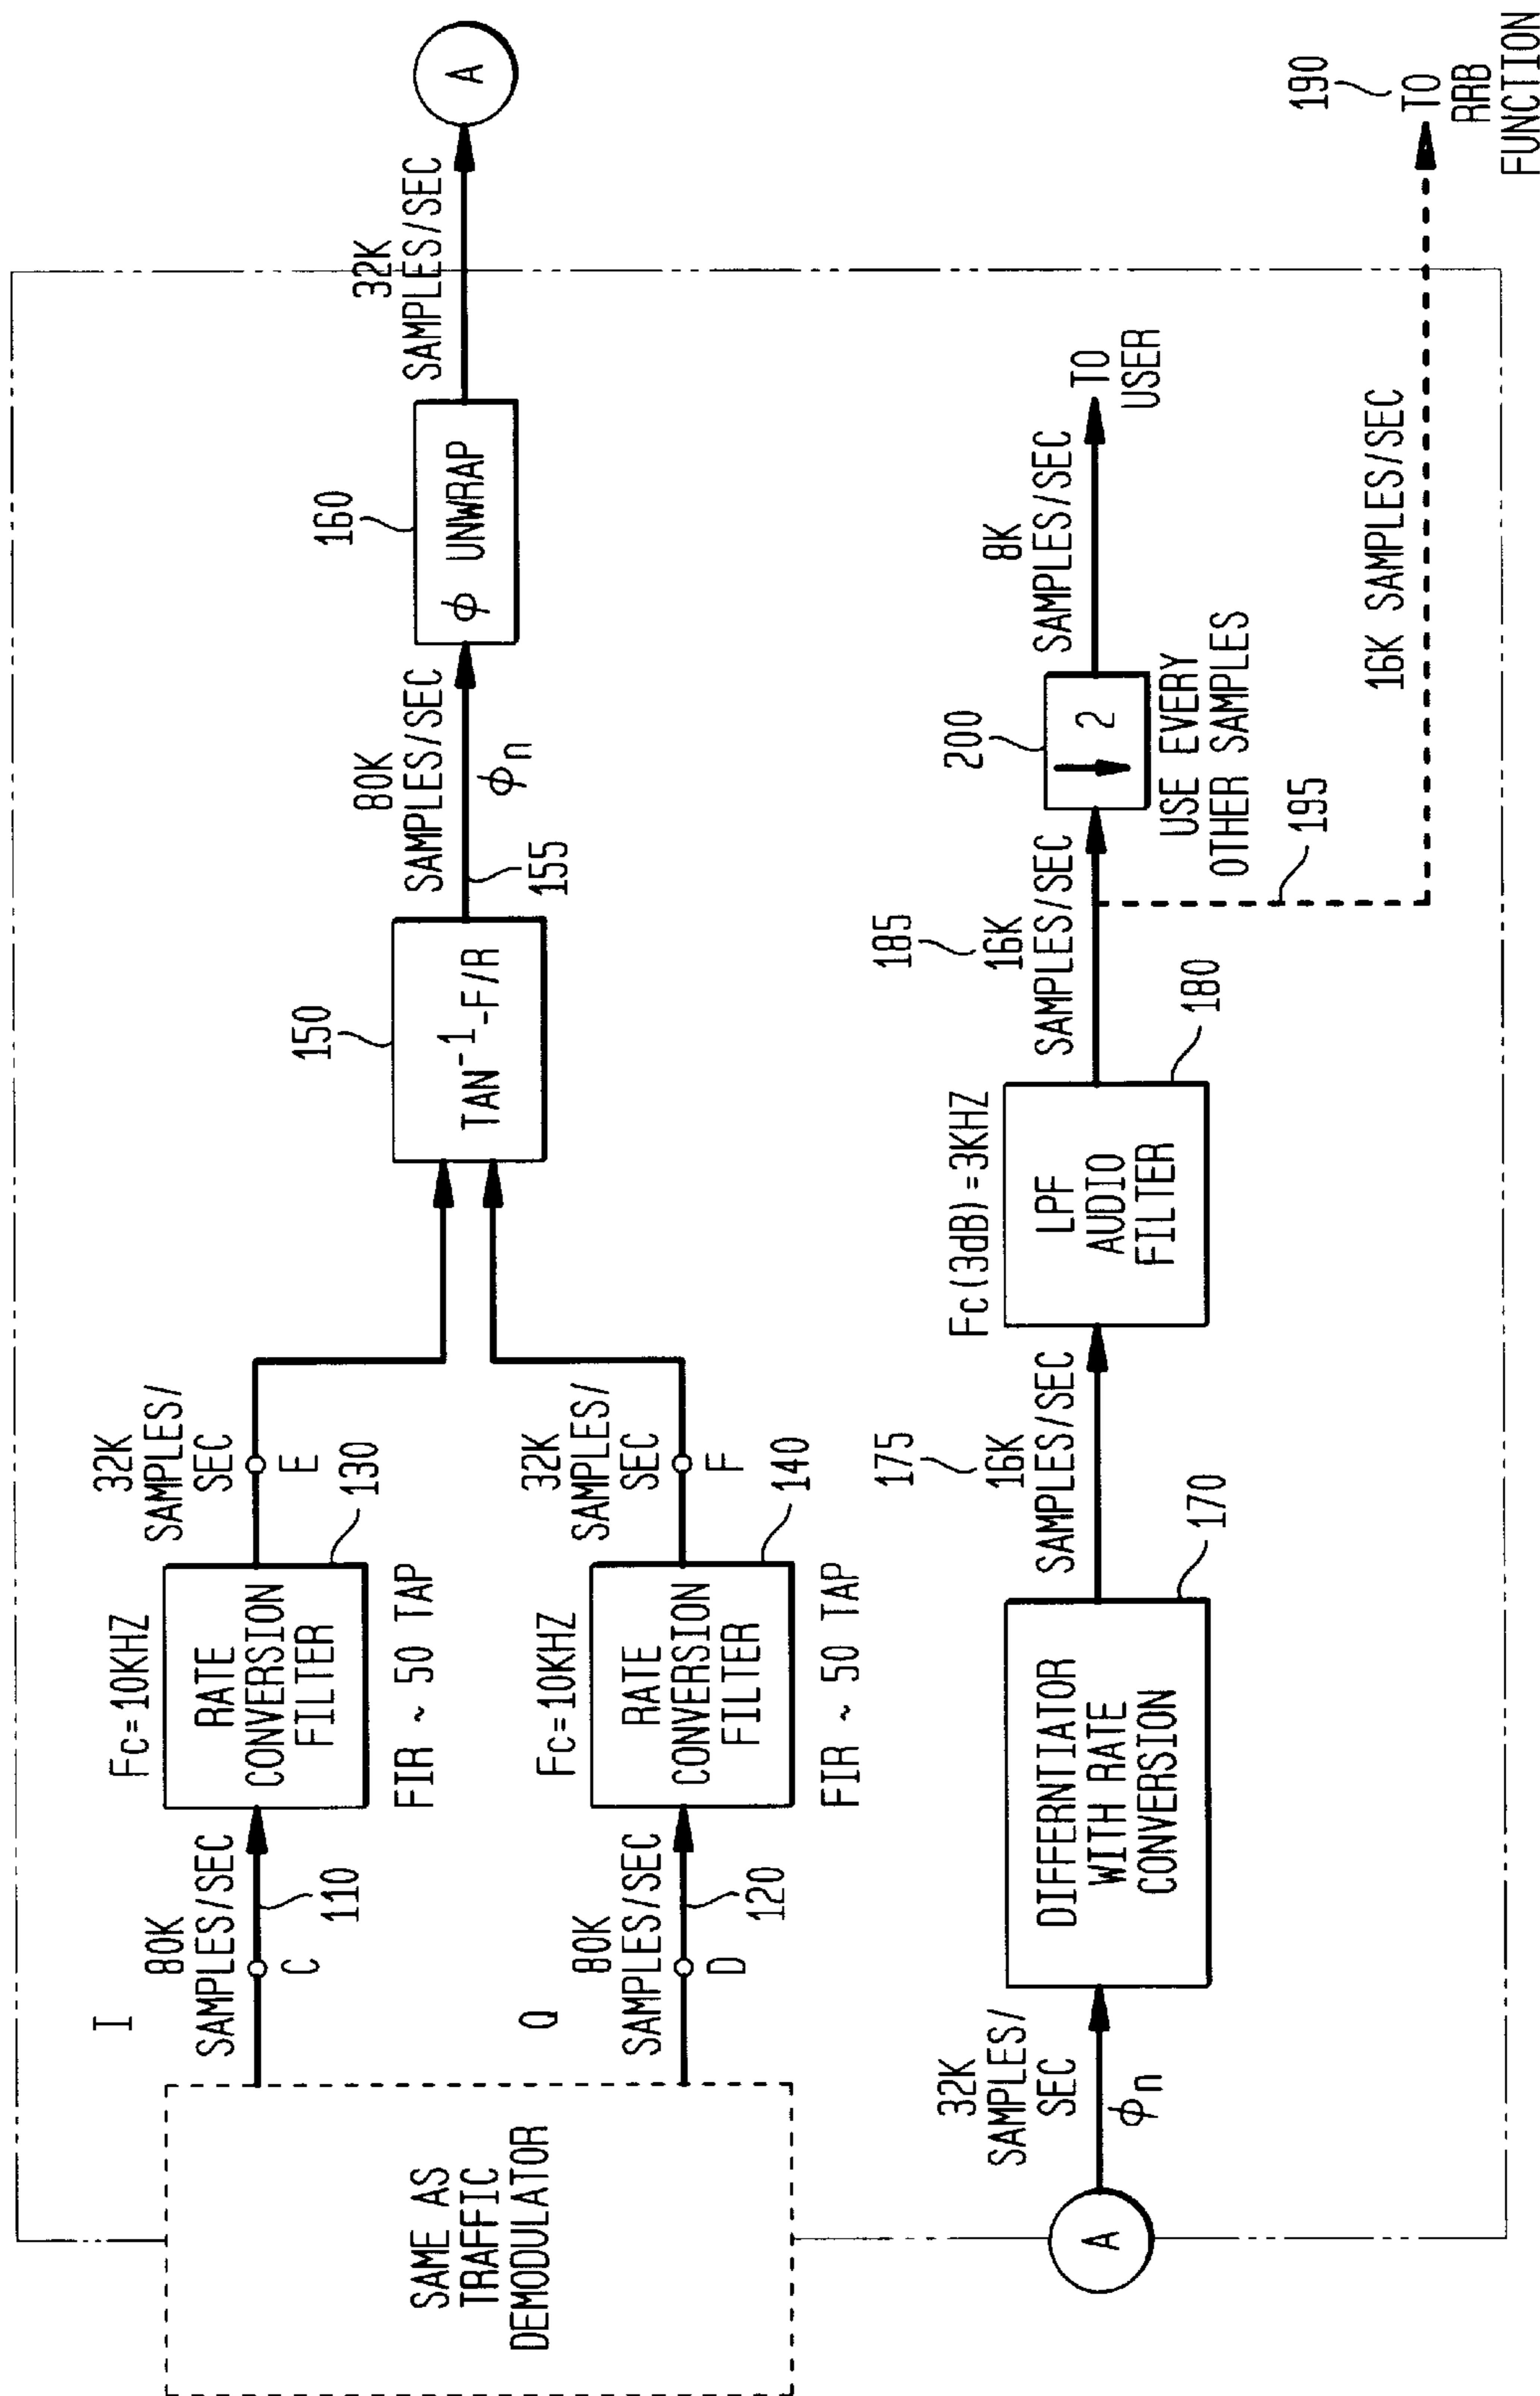 SAME AS
TRAFFIC
DEMODULATOR
I
80K
SAMPLES/SEC
C
110
Fc=10KHZ
RATE
CONVERSION
FILTER
FIR ~ 50 TAP
130
32K
SAMPLES/
SEC
E
Q
80K
SAMPLES/SEC
D
120
Fc=10KHZ
RATE
CONVERSION
FILTER
FIR ~ 50 TAP
140
32K
SAMPLES/
SEC
F
150
TAN⁻¹-F/R
80K
SAMPLES/SEC
ϕn
155
160
ϕ UNWRAP
32K
SAMPLES/SEC
A
A
32K
SAMPLES/
SEC
ϕn
DIFFERNTIATOR
WITH RATE
CONVERSION
170
175
16K
SAMPLES/SEC
Fc(3dB)=3KHZ
LPF
AUDIO
FILTER
180
185
16K
SAMPLES/SEC
200
↓ 2
USE EVERY
OTHER SAMPLES
195
8K
SAMPLES/SEC
TO
USER
16K SAMPLES/SEC
190
TO
RRB
FUNCTION